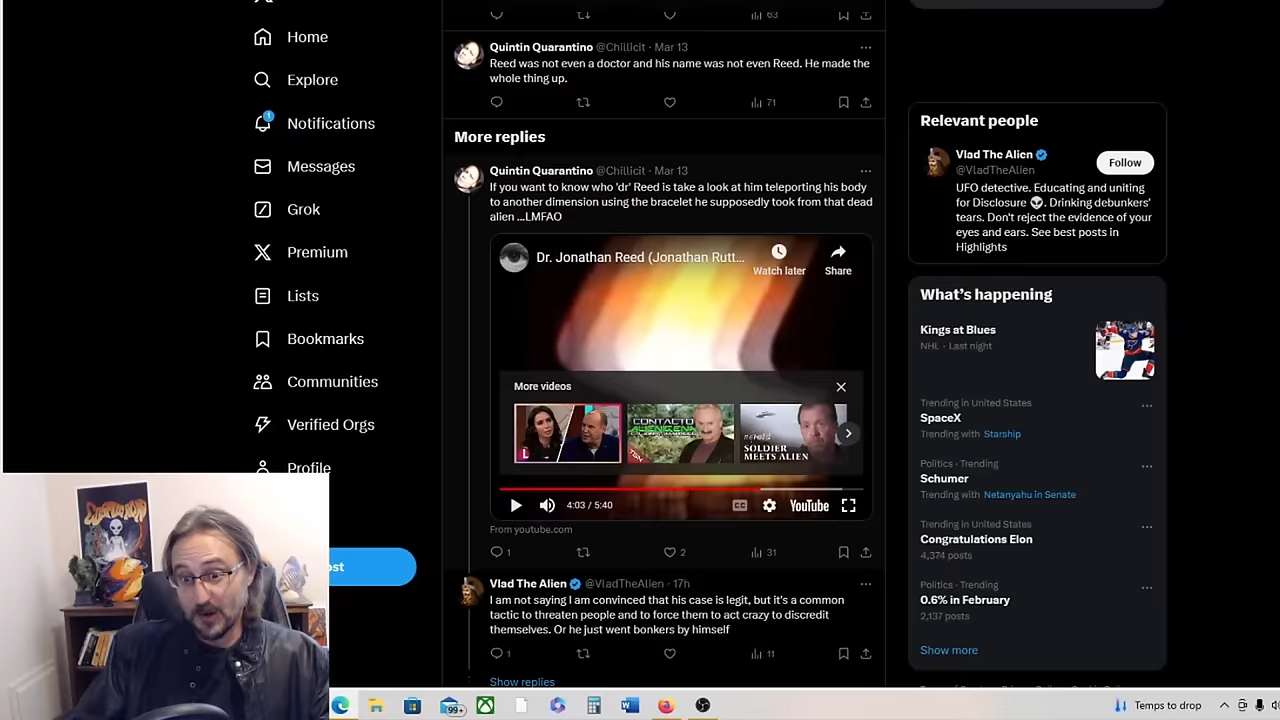 Home
Explore
1
Notifications
Messages
Grok
Premium
Lists
Bookmarks
Communities
Verified Orgs
Profile
63
Quintin Quarantino @Chillicit · Mar 13
Reed was not even a doctor and his name was not even Reed. He made the
whole thing up.
71
More replies
Quintin Quarantino @Chillicit · Mar 13
If you want to know who 'dr' Reed is take a look at him teleporting his body
to another dimension using the bracelet he supposedly took from that dead
alien ...LMFAO
Dr. Jonathan Reed (Jonathan Rutt...
Watch later
Share
More videos
CONTACTO
SOLDIER
MEETS ALIEN
4:03 / 5:40
CC
YouTube
From youtube.com
1
2
31
Vlad The Alien @VladTheAlien · 17h
I am not saying I am convinced that his case is legit, but it's a common
tactic to threaten people and to force them to act crazy to discredit
themselves. Or he just went bonkers by himself
1
11
Show replies
Relevant people
Vlad The Alien
@VladTheAlien
Follow
UFO detective. Educating and uniting
for Disclosure 👽. Drinking debunkers'
tears. Don't reject the evidence of your
eyes and ears. See best posts in
Highlights
What's happening
Kings at Blues
NHL · Last night
Trending in United States
SpaceX
Trending with Starship
Politics · Trending
Schumer
Trending with Netanyahu in Senate
Trending in United States
Congratulations Elon
4,374 posts
Politics · Trending
0.6% in February
2,137 posts
Show more
ost
99+
Temps to drop